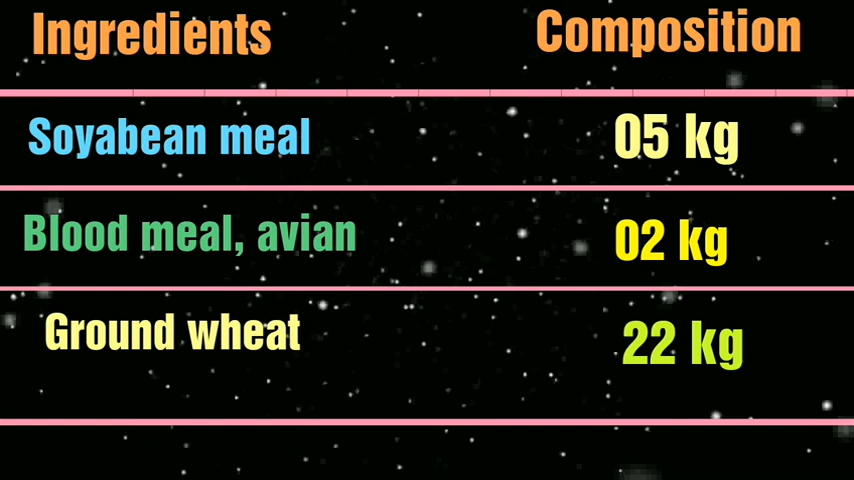 Ingredients Composition
Soyabean meal 05 kg
Blood meal, avian 02 kg
Ground wheat 22 kg